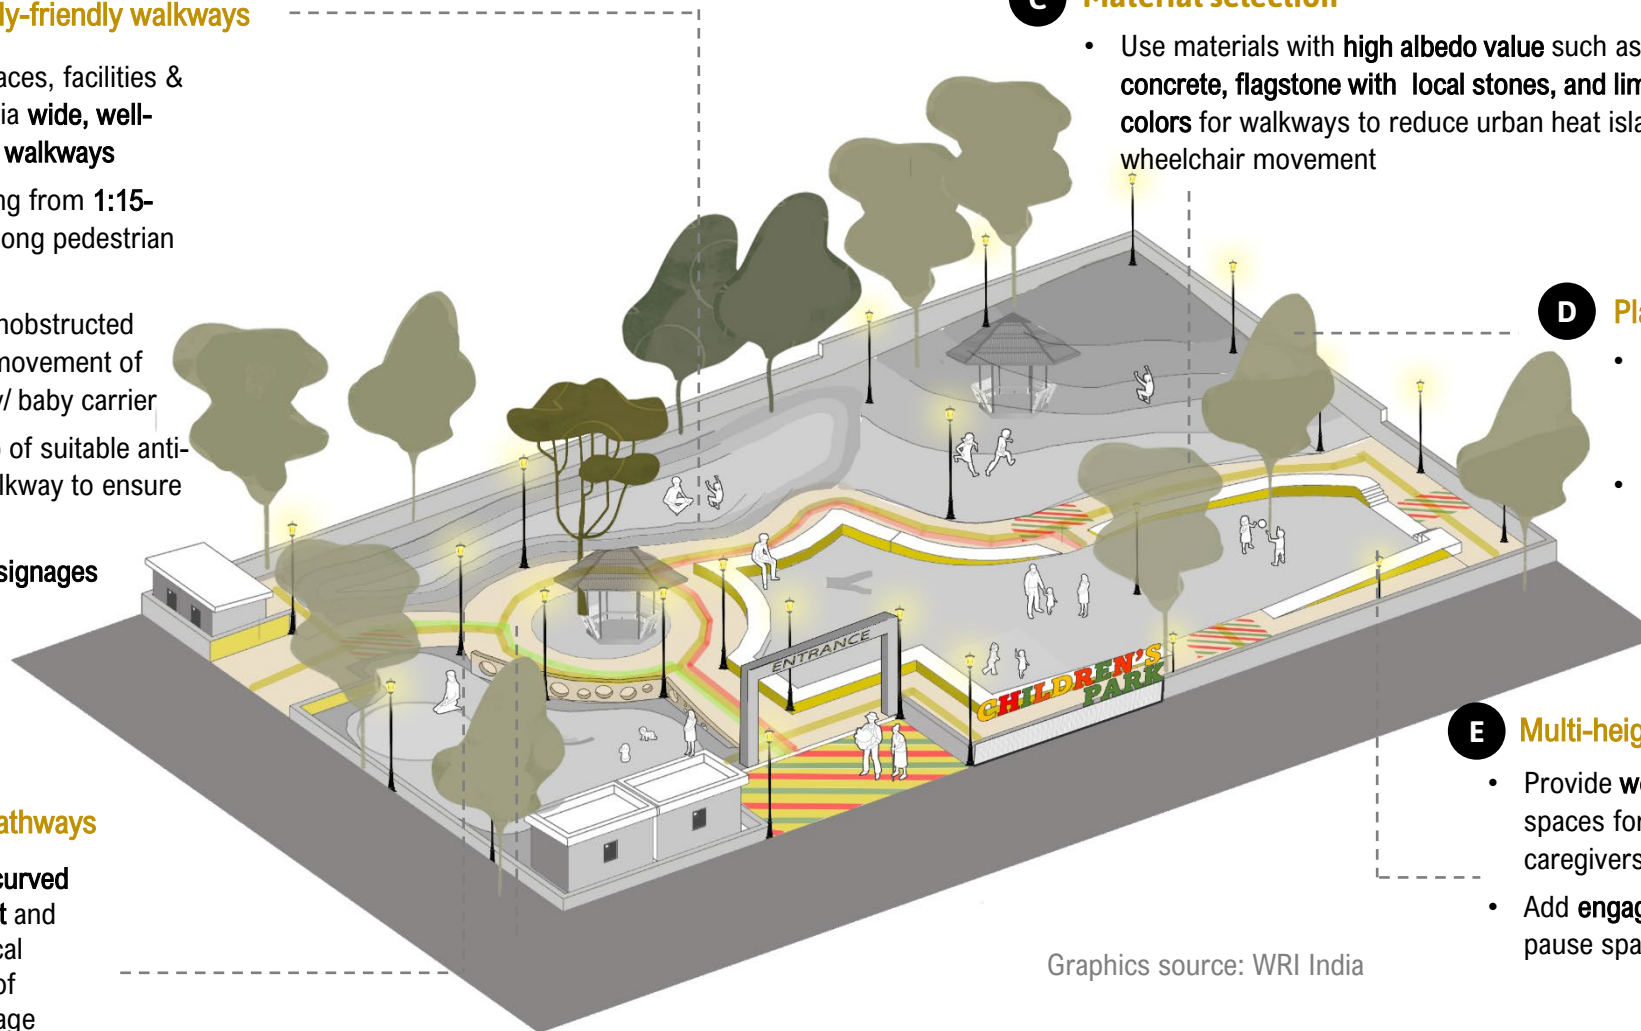 ly-friendly walkways
aces, facilities &
ia wide, well-
walkways
ng from 1:15-
ong pedestrian
nobstructed
movement of
y/ baby carrier
of suitable anti-
lkway to ensure
signages
athways
curved
t and
cal
of
age
C Material selection
• Use materials with high albedo value such as
concrete, flagstone with local stones, and lim
colors for walkways to reduce urban heat isla
wheelchair movement
D Pla
•
•
ENTRANCE
CHILDREN'S
PARK
E Multi-heig
• Provide w
spaces for
caregivers
• Add engag
pause spa
Graphics source: WRI India